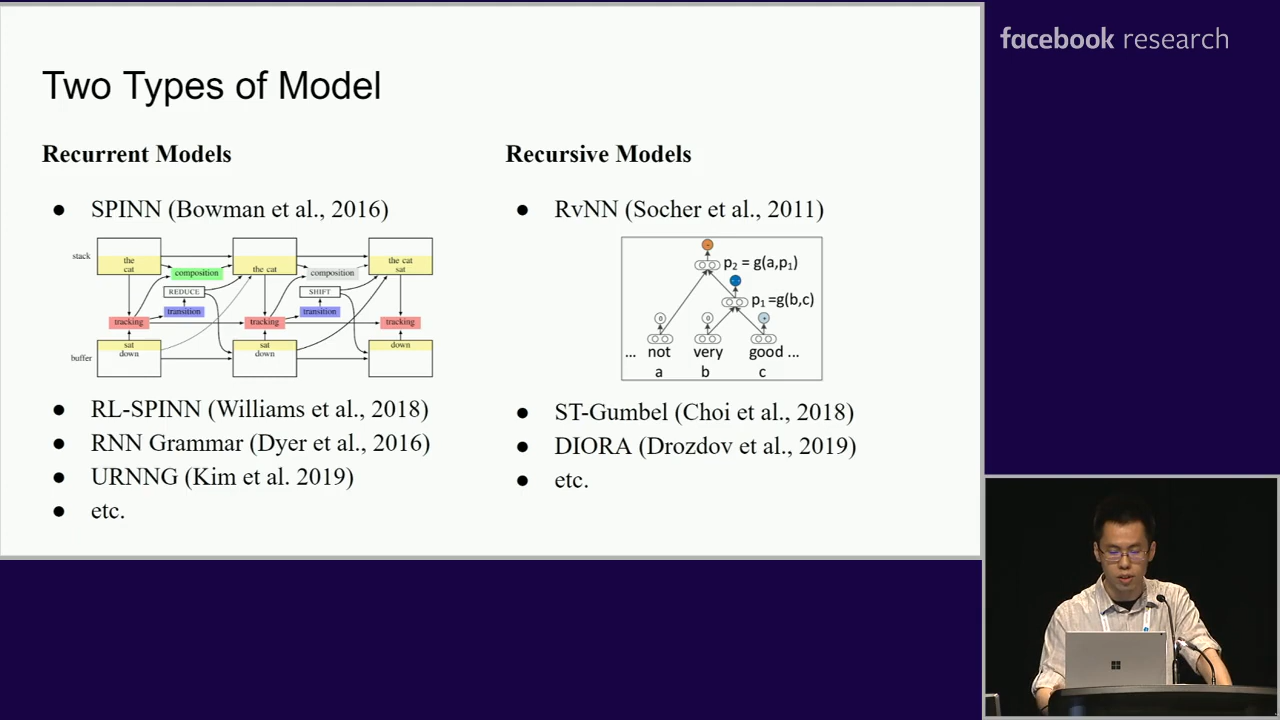 facebook research
Two Types of Model
Recurrent Models
● SPINN (Bowman et al., 2016)
stack
the
cat
composition
the cat
composition
the cat
sat
REDUCE
SHIFT
transition
transition
tracking
tracking
tracking
buffer
sat
down
sat
down
down
● RL-SPINN (Williams et al., 2018)
● RNN Grammar (Dyer et al., 2016)
● URNNG (Kim et al. 2019)
● etc.
Recursive Models
● RvNN (Socher et al., 2011)
p₂ = g(a,p₁)
p₁ =g(b,c)
0 0 +
... not very good ...
a b c
● ST-Gumbel (Choi et al., 2018)
● DIORA (Drozdov et al., 2019)
● etc.